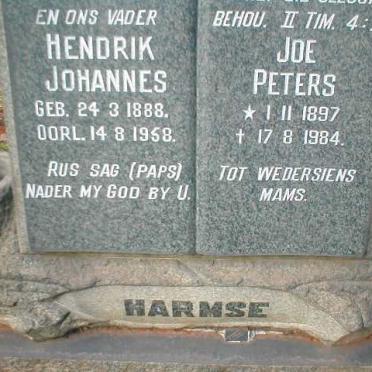 EN ONS VADER
HENDRIK
JOHANNES
GEB. 24 3 1888.
OORL. 14 8 1958.
RUS SAG (PAPS)
NADER MY GOD BY U.
BEHOU. II TIM. 4:
JOE
PETERS
★ 1 11 1897
✝ 17 8 1984.
TOT WEDERSIENS
MAMS.
HARMSE